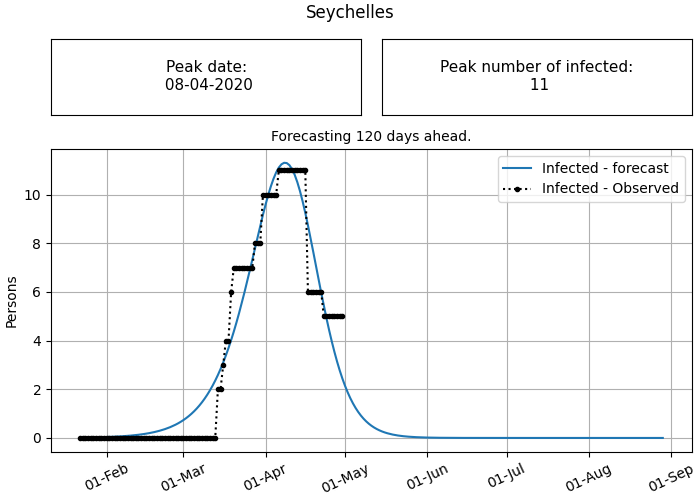 Seychelles
Peak date:
08-04-2020
Peak number of infected:
11
Forecasting 120 days ahead.
Infected - forecast
Infected - Observed
Persons
10
8
6
4
2
0
01-Feb
01-Mar
01-Apr
01-May
01-Jun
01-Jul
01-Aug
01-Sep